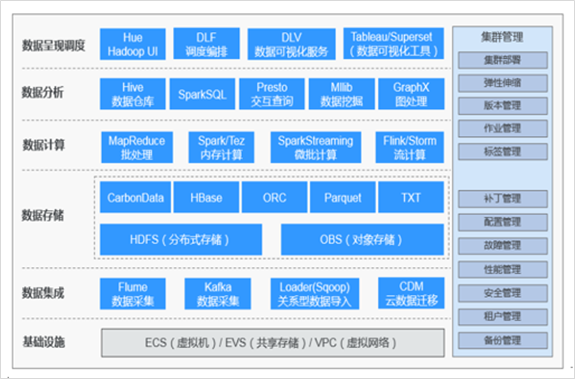 数据呈现调度
Hue
Hadoop UI
DLF
调度编排
DLV
数据可视化服务
Tableau/Superset
（数据可视化工具）
数据分析
Hive
数据仓库
SparkSQL
Presto
交互查询
Mllib
数据挖掘
GraphX
图处理
数据计算
MapReduce
批处理
Spark/Tez
内存计算
SparkStreaming
微批计算
Flink/Storm
流计算
数据存储
CarbonData
HBase
ORC
Parquet
TXT
HDFS（分布式存储）
OBS（对象存储）
数据集成
Flume
数据采集
Kafka
数据采集
Loader(Sqoop)
关系型数据导入
CDM
云数据迁移
基础设施
ECS（虚拟机）/ EVS（共享存储）/ VPC（虚拟网络）
集群管理
集群部署
弹性伸缩
版本管理
作业管理
标签管理
补丁管理
配置管理
故障管理
性能管理
安全管理
租户管理
备份管理